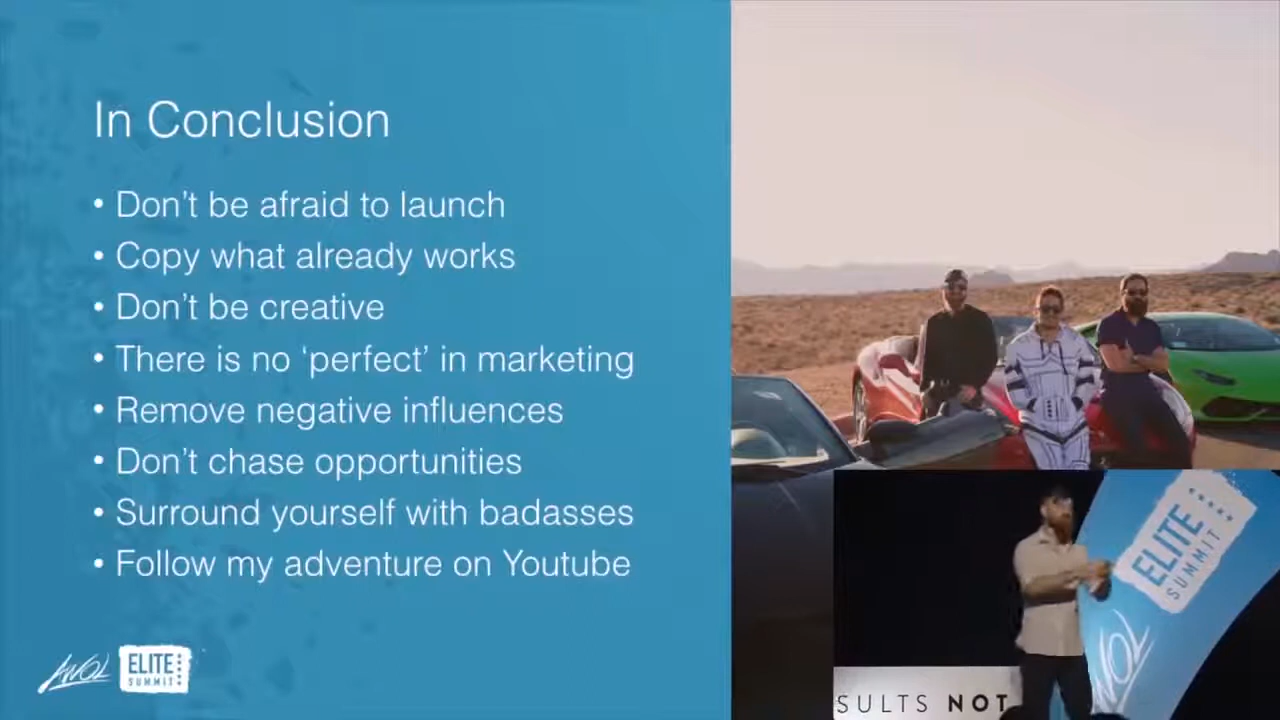 In Conclusion
• Don't be afraid to launch
• Copy what already works
• Don't be creative
• There is no ‘perfect’ in marketing
• Remove negative influences
• Don't chase opportunities
• Surround yourself with badasses
• Follow my adventure on Youtube
AWOL
ELITE
SUMMIT
ELITE
SUMMIT
WOL
SULTS NOT